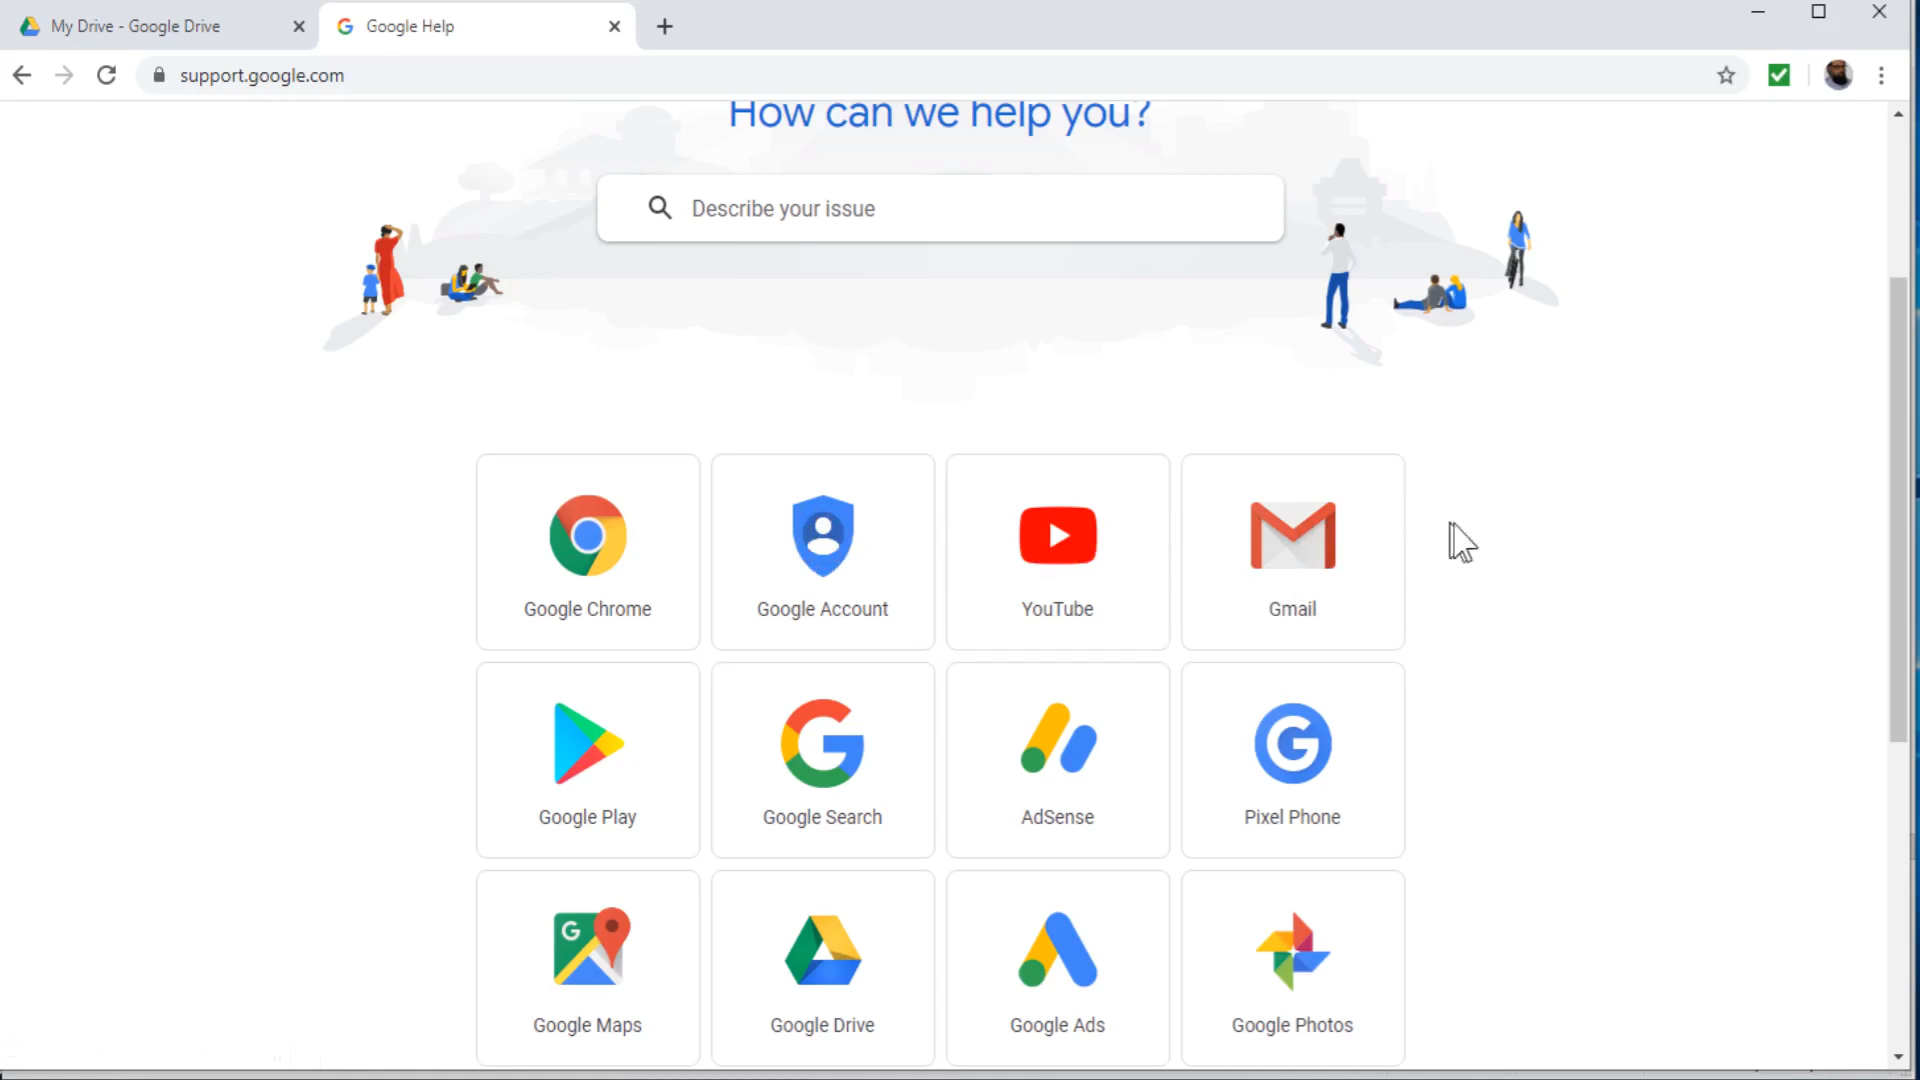 My Drive - Google Drive
Google Help
support.google.com
How can we help you?
Describe your issue
Google Chrome
Google Account
YouTube
Gmail
Google Play
Google Search
AdSense
Pixel Phone
Google Maps
Google Drive
Google Ads
Google Photos